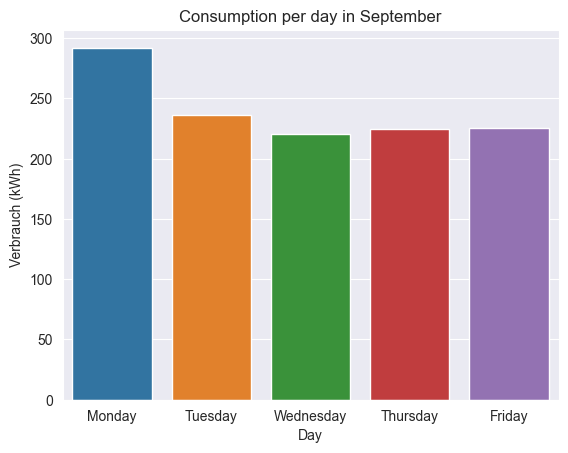 Consumption per day in September
300
250
200
150
100
50
0
Verbrauch (kWh)
Monday Tuesday Wednesday Thursday Friday
Day